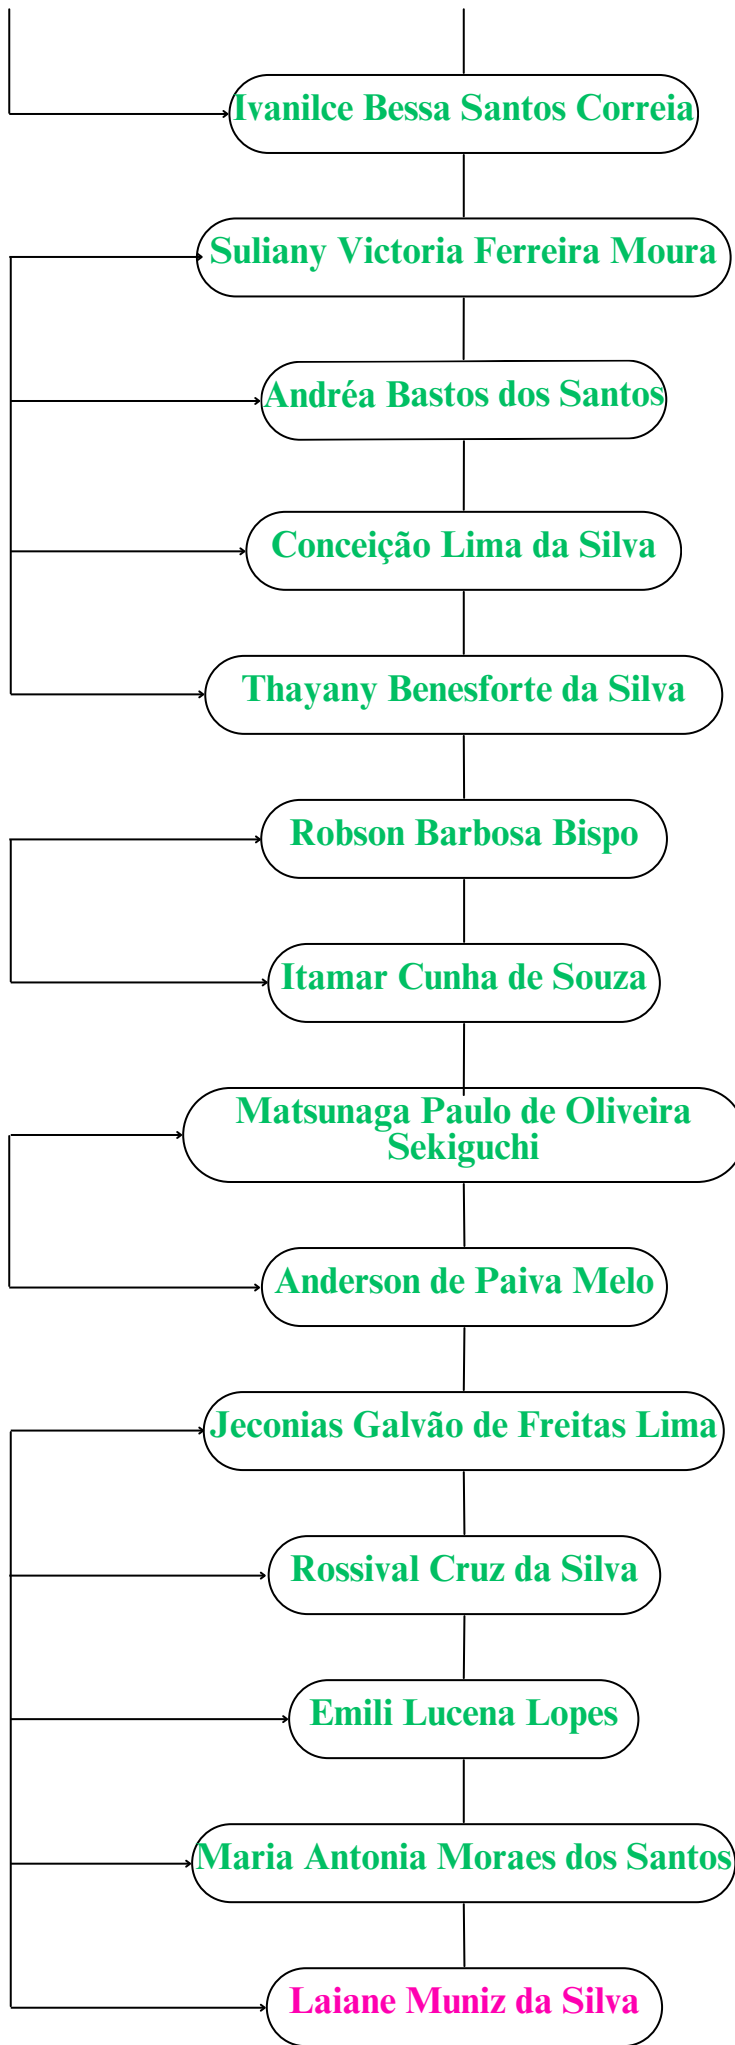 Ivanilce Bessa Santos Correia
Suliany Victoria Ferreira Moura
Andréa Bastos dos Santos
Conceição Lima da Silva
Thayany Benesforte da Silva
Robson Barbosa Bispo
Itamar Cunha de Souza
Matsunaga Paulo de Oliveira
Sekiguchi
Anderson de Paiva Melo
Jeconias Galvão de Freitas Lima
Rossival Cruz da Silva
Emili Lucena Lopes
Maria Antonia Moraes dos Santos
Laiane Muniz da Silva